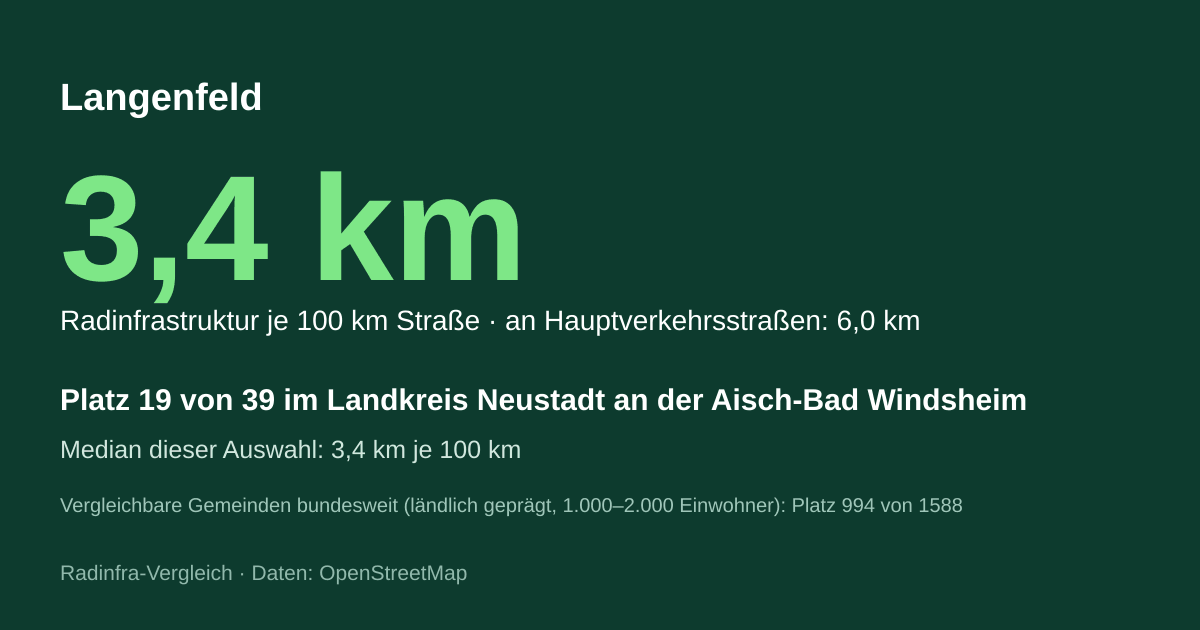 Langenfeld
3,4 km
Radinfrastruktur je 100 km Straße · an Hauptverkehrsstraßen: 6,0 km
Platz 19 von 39 im Landkreis Neustadt an der Aisch-Bad Windsheim
Median dieser Auswahl: 3,4 km je 100 km
Vergleichbare Gemeinden bundesweit (ländlich geprägt, 1.000–2.000 Einwohner): Platz 994 von 1588
Radinfra-Vergleich · Daten: OpenStreetMap